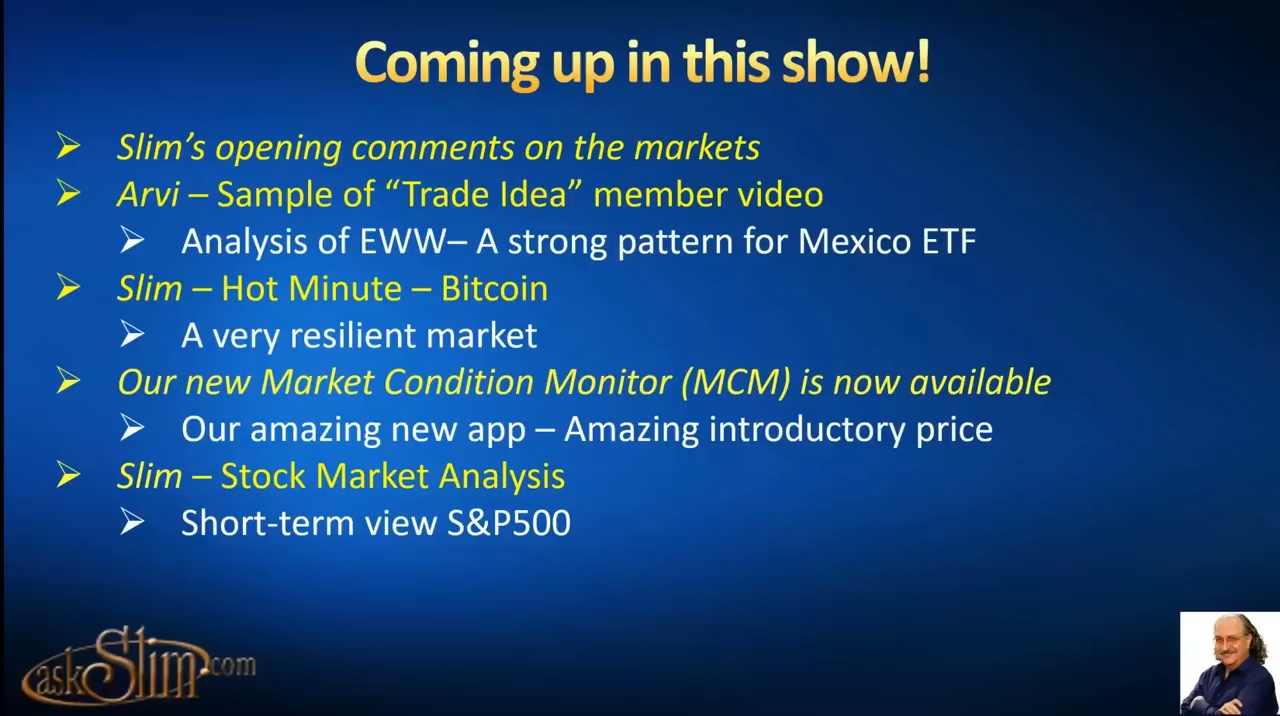 Coming up in this show!
Slim’s opening comments on the markets
Arvi – Sample of “Trade Idea” member video
Analysis of EWW– A strong pattern for Mexico ETF
Slim – Hot Minute – Bitcoin
A very resilient market
Our new Market Condition Monitor (MCM) is now available
Our amazing new app – Amazing introductory price
Slim – Stock Market Analysis
Short-term view S&P500
askSlim.com